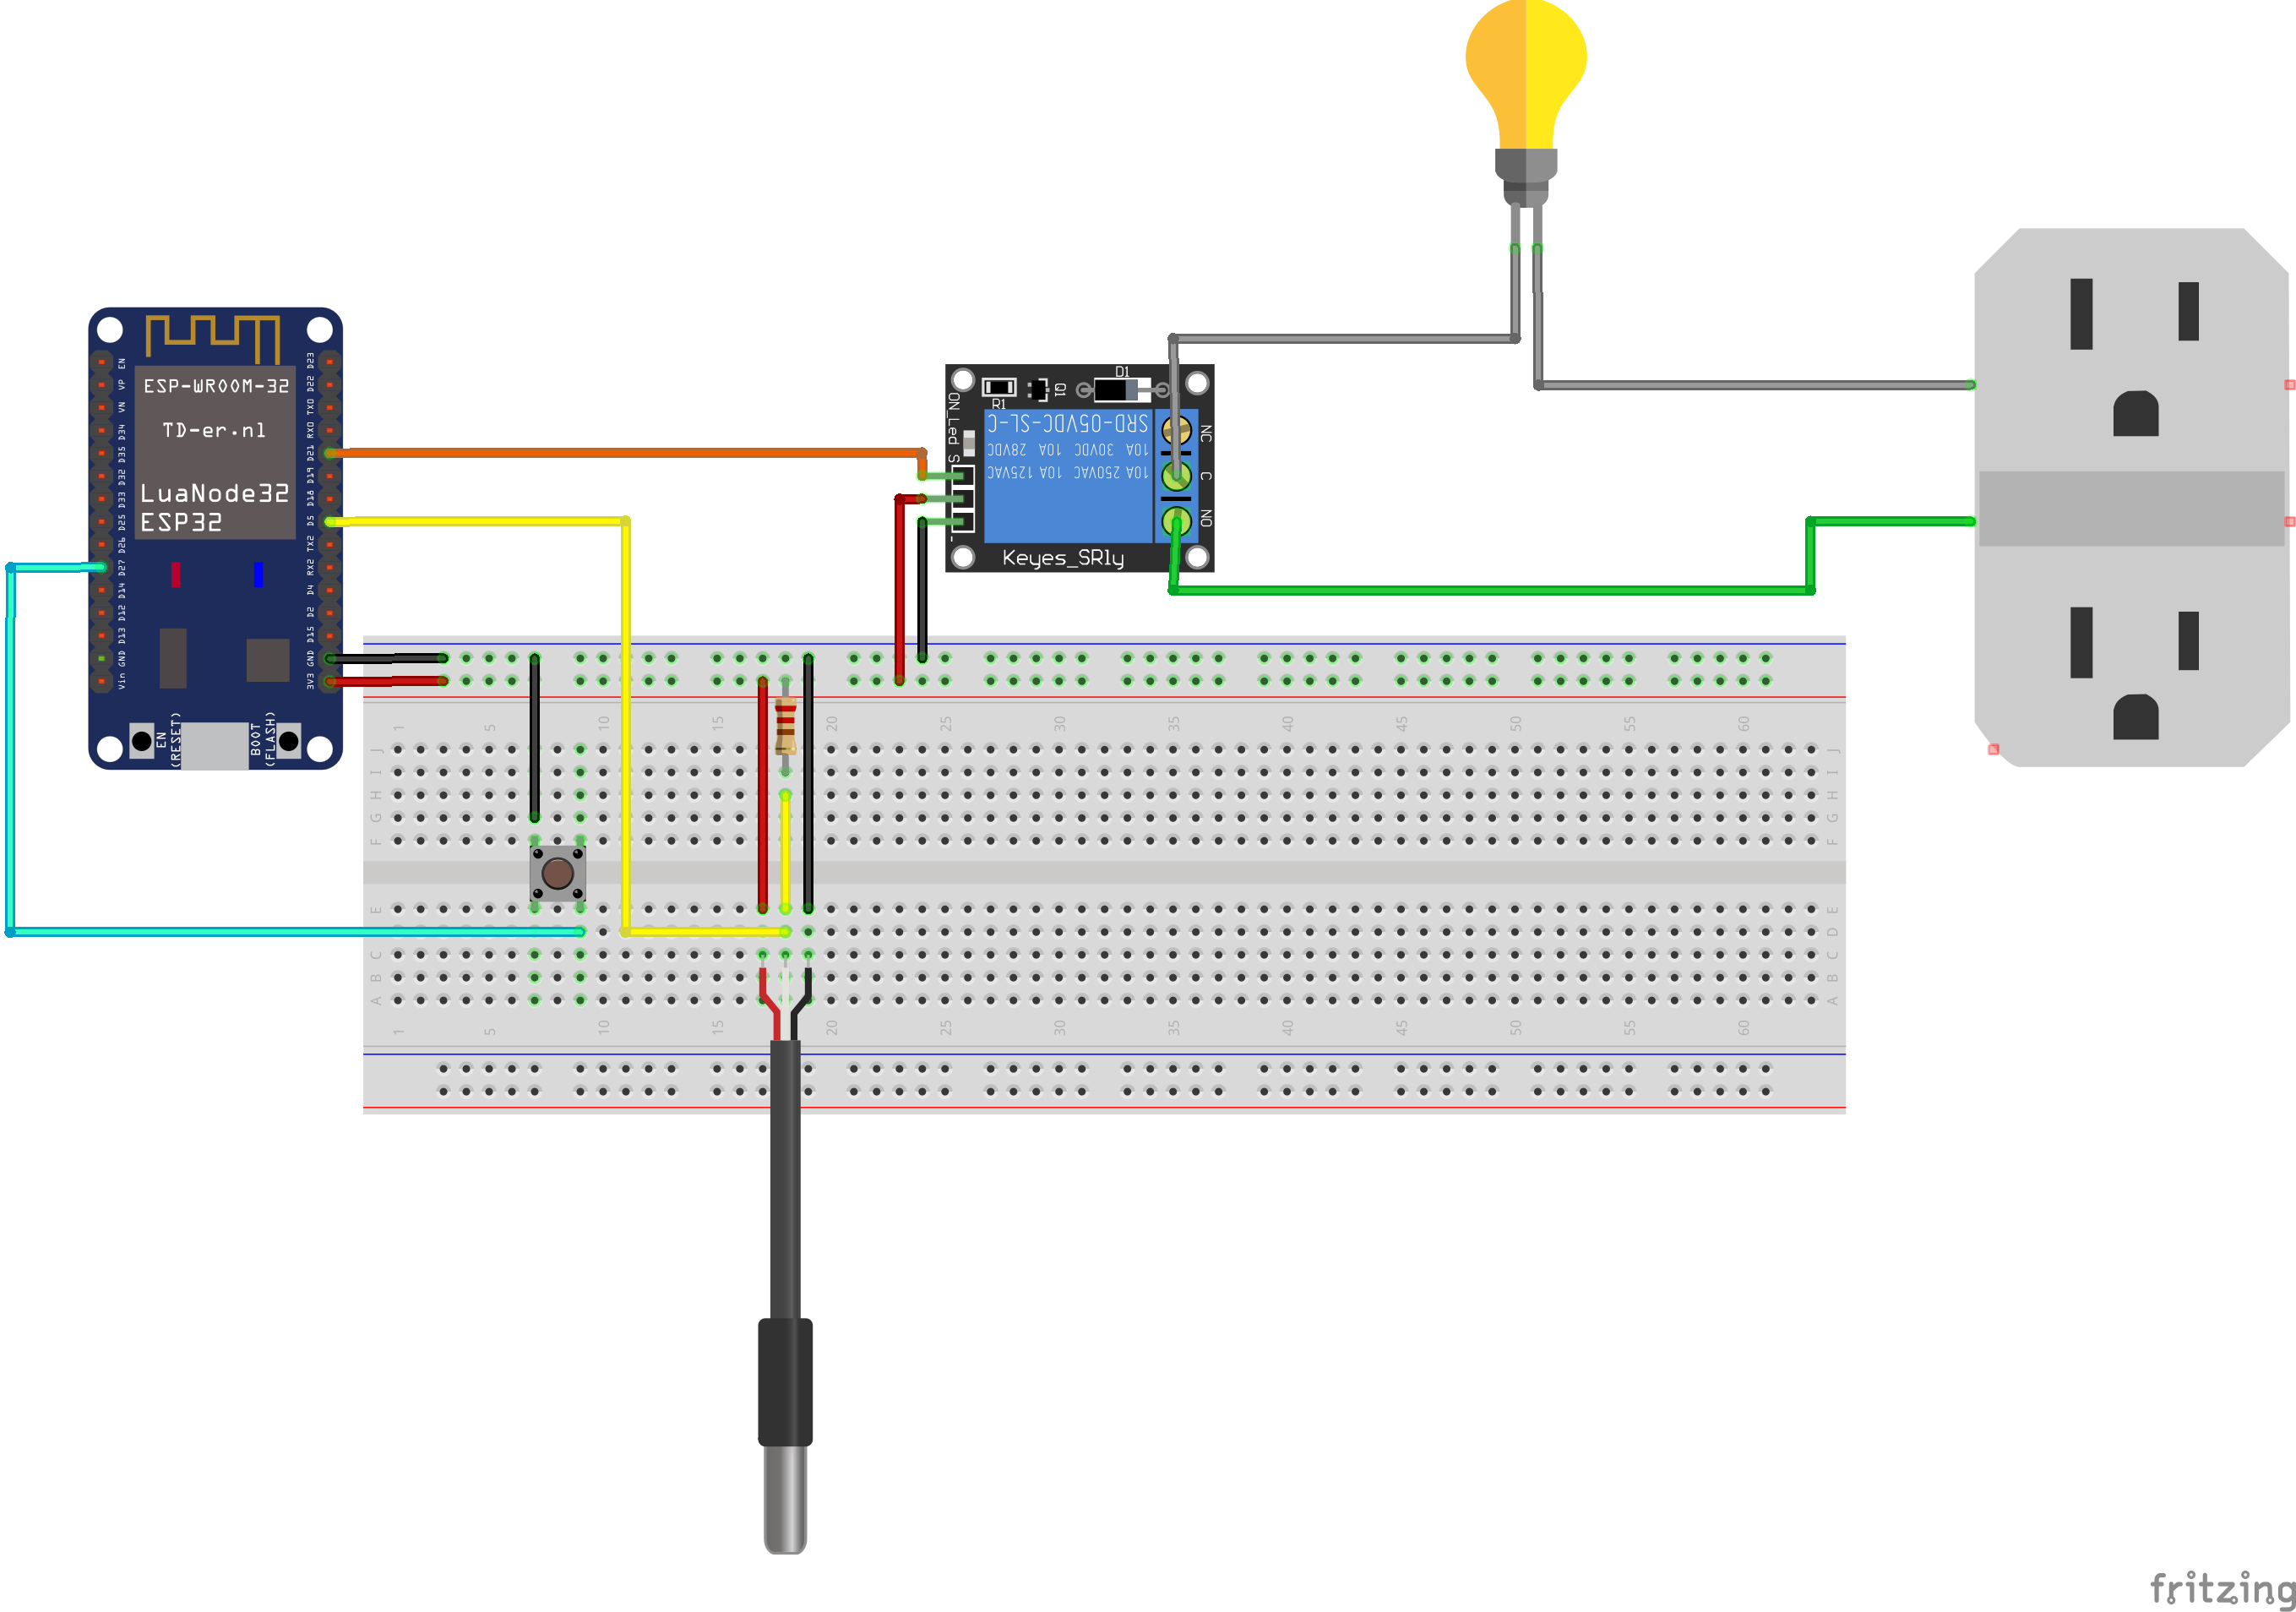 ESP-WROOM-32
TD-er.nl
LuaNode32
ESP32
EN
VP
VN
D34
D35
D32
D33
D25
D26
D27
D14
D12
D13
GND
Vin
D23
D22
TX0
RX0
D21
D19
D18
D5
TX2
RX2
D4
D2
D15
GND
3V3
EN
(RESET)
BOOT
(FLASH)
ON_Led
S
-
R1
Q1
D1
SRD-05VDC-SL-C
10A 30VDC 10A 28VDC
10A 250VAC 10A 125VAC
NC
C
NO
Keyes_SRly
1 5 10 15 20 25 30 35 40 45 50 55 60
J J
I I
H H
G G
F F
E E
D
C C
B B
A A
1 5 10 15 20 25 30 35 40 45 50 55 60
fritzing